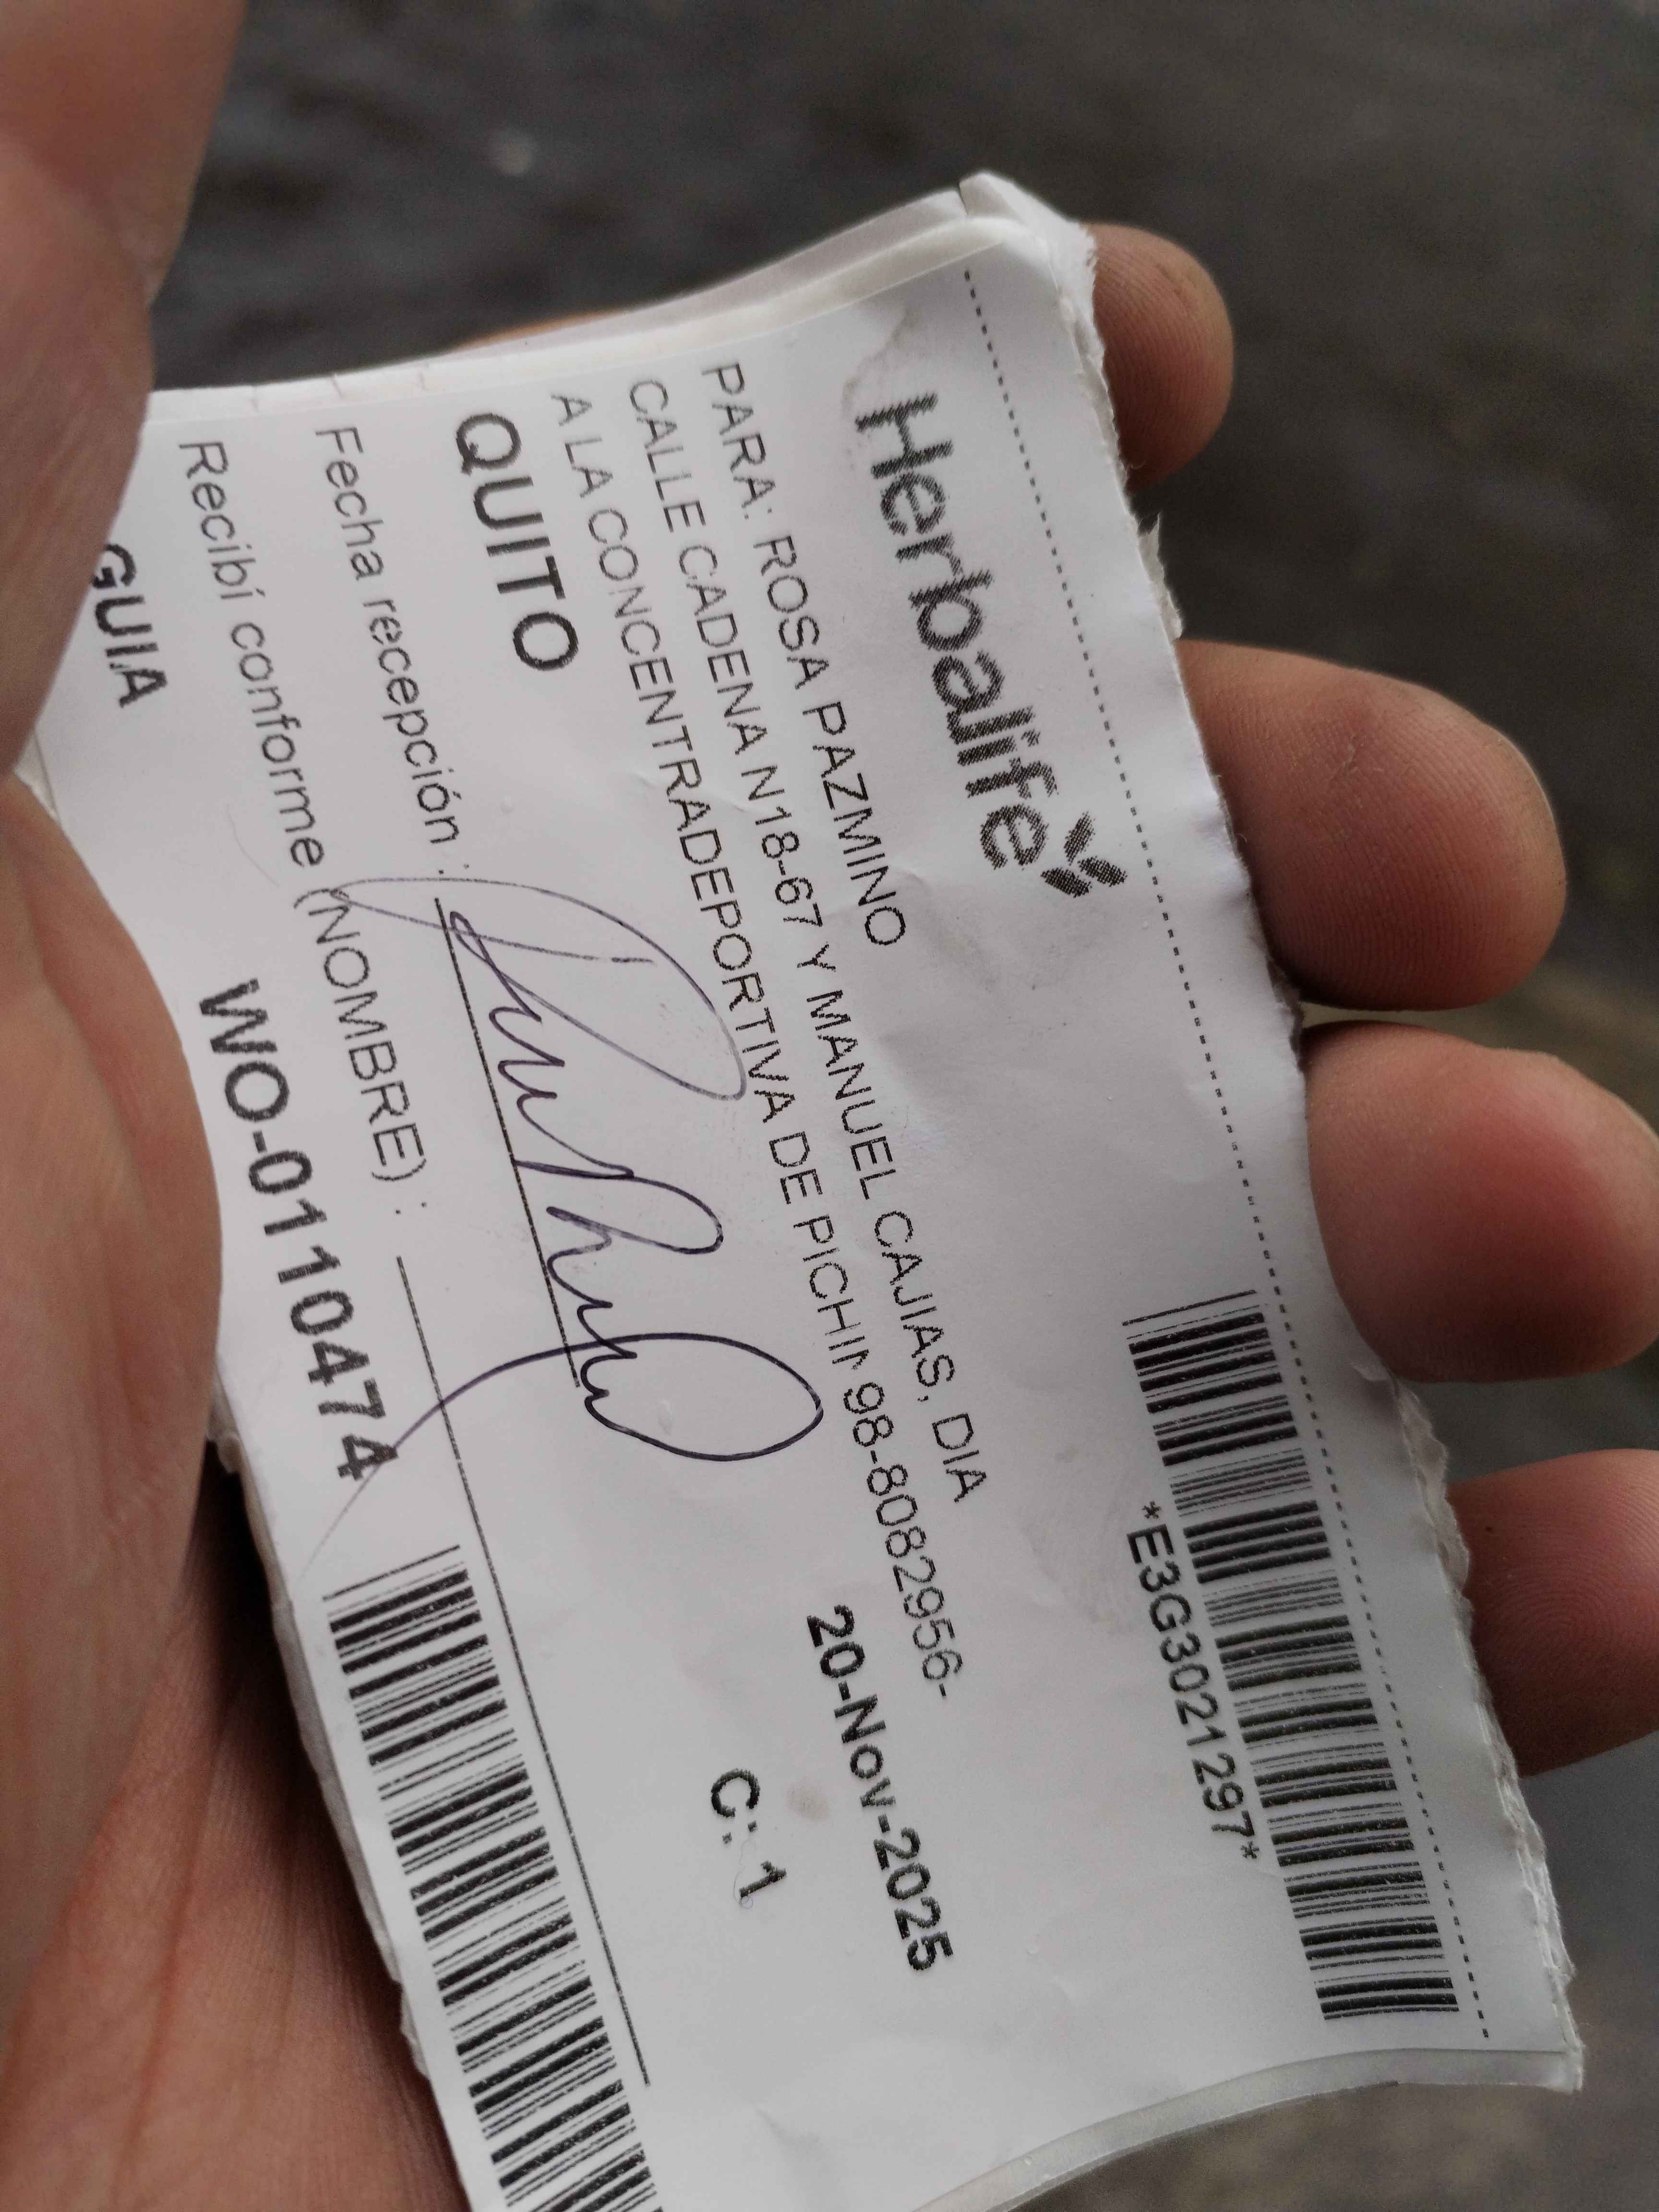 Herbalife
*E3G3021297*
PARA: ROSA PAZMINO
CALLE CADENA N18-67 Y MANUEL CAJIAS, DIA
A LA CONCENTRADEPORTIVA DE PICHIN 98-8082956-
QUITO
20-Nov-2025
C: 1
Fecha recepción :
Recibí conforme (NOMBRE) :
GUIA WO-0110474